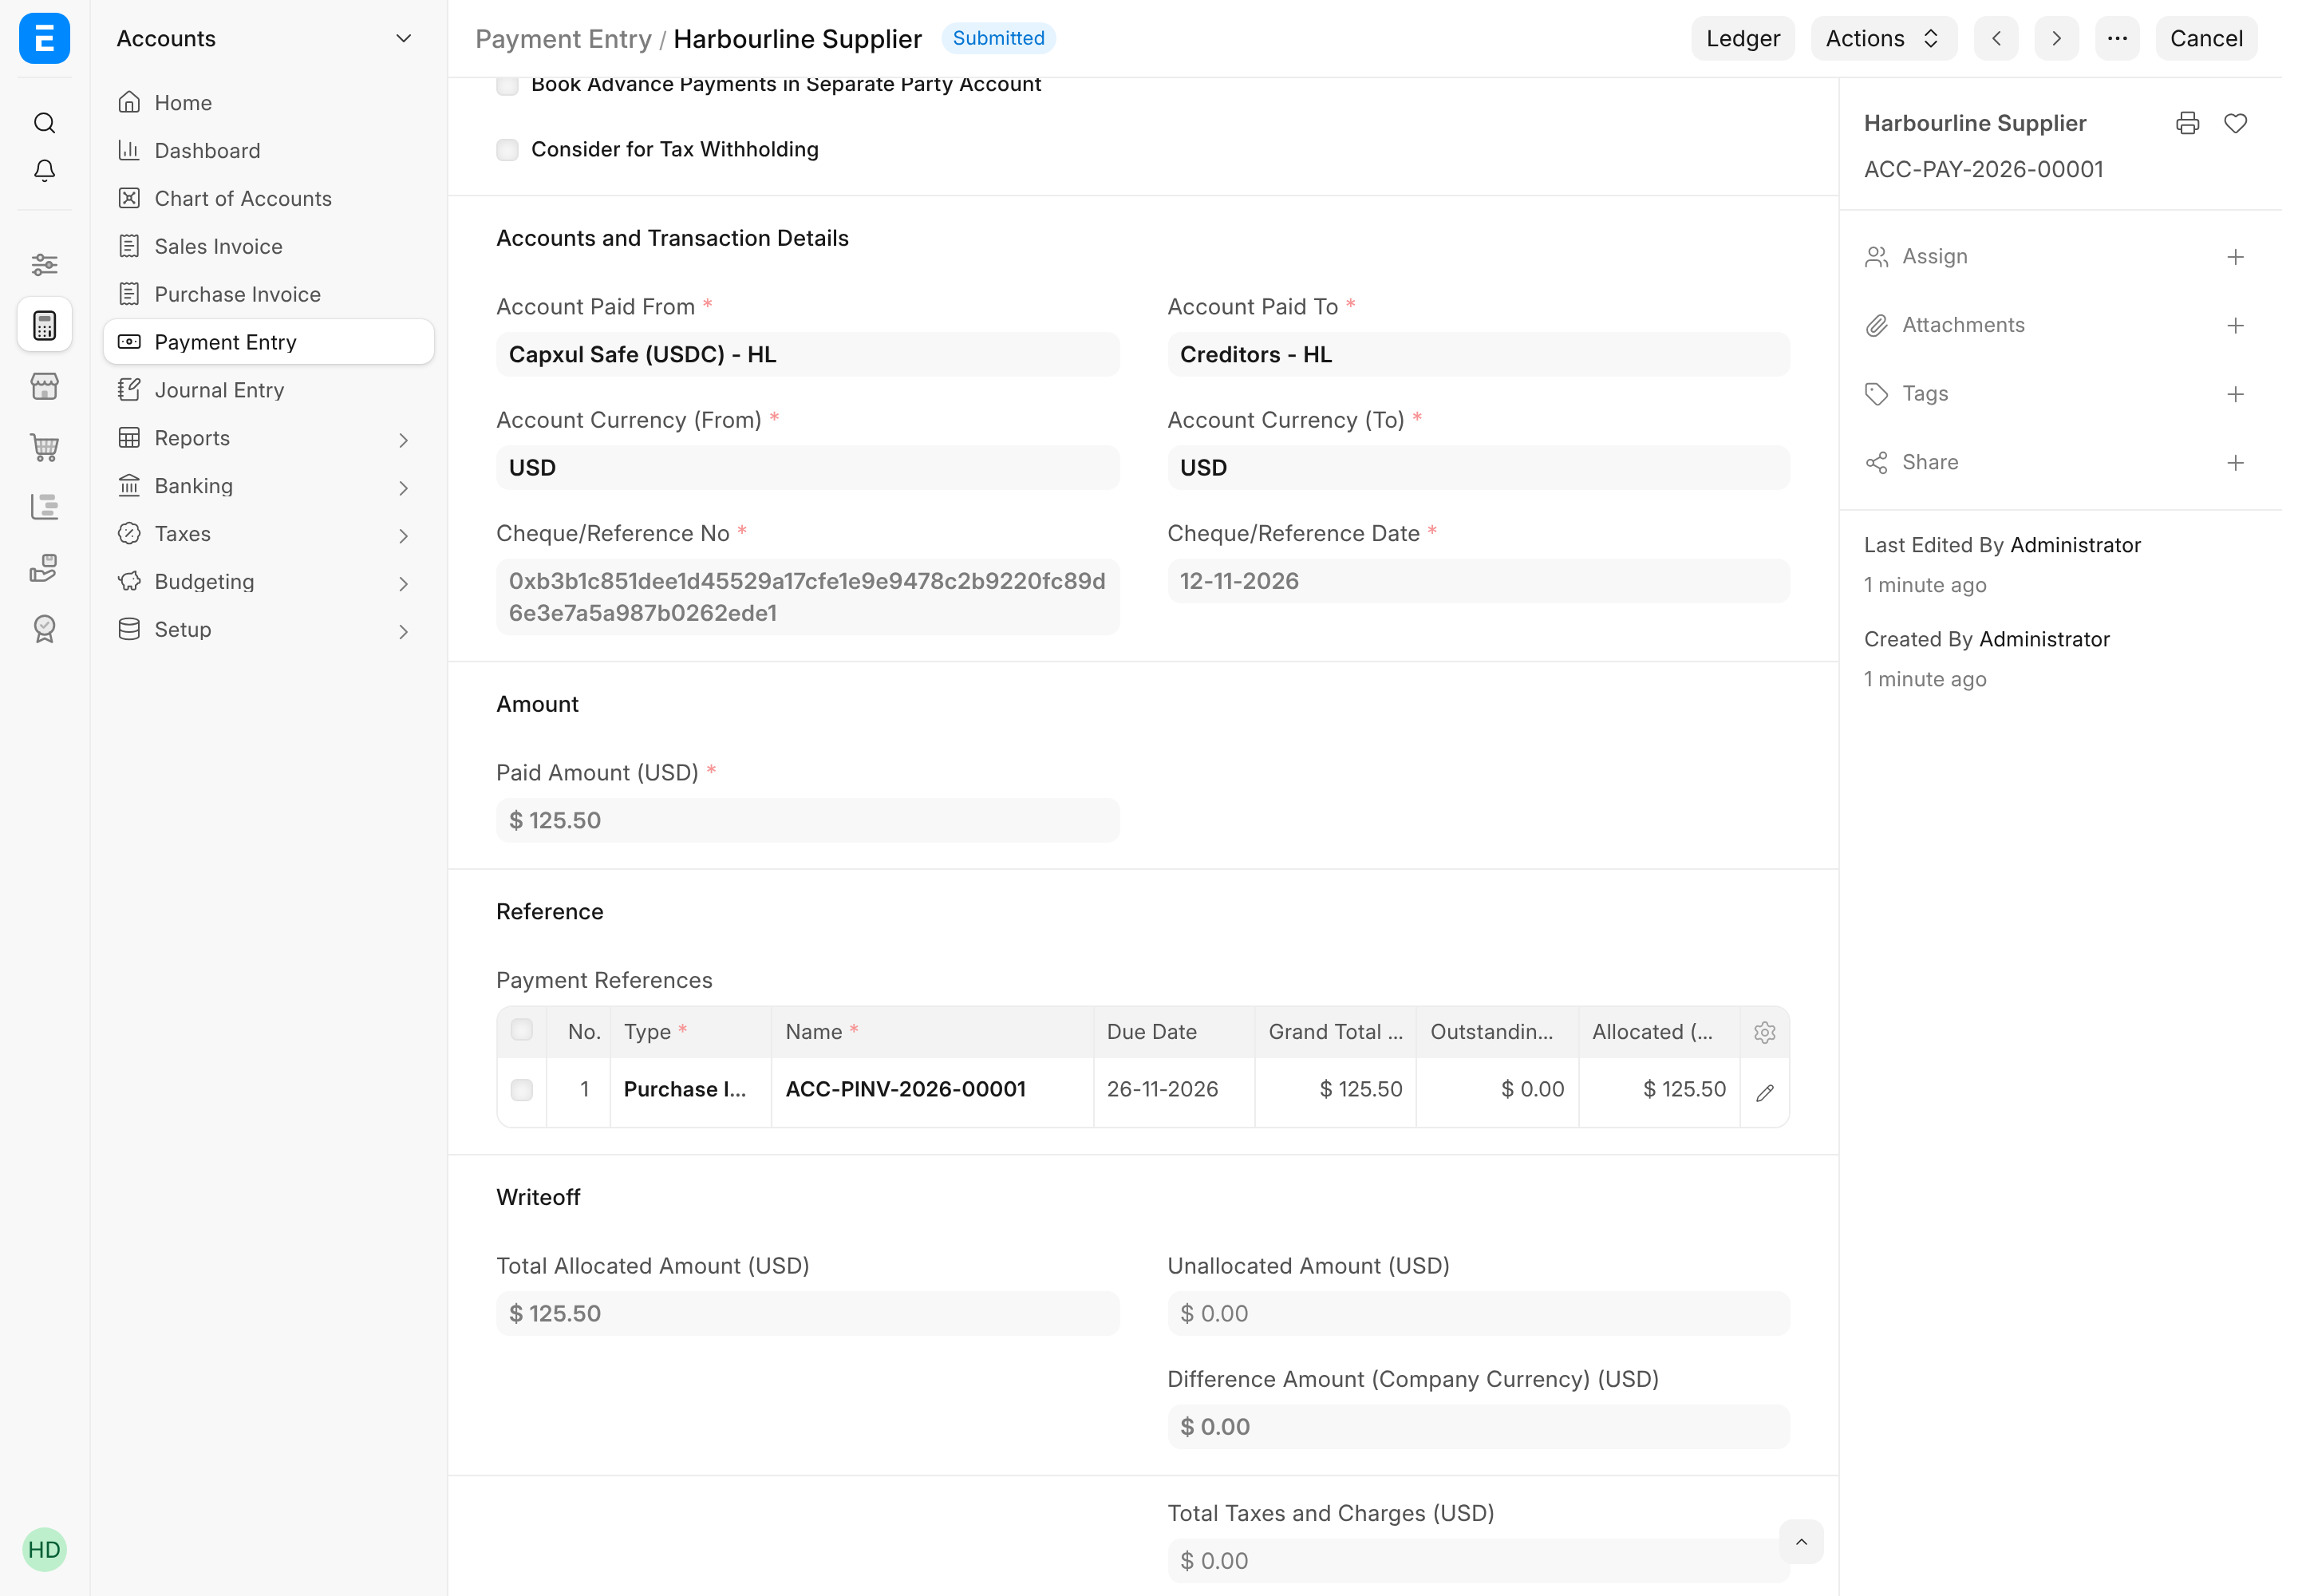 E
Accounts
Home
Dashboard
Chart of Accounts
Sales Invoice
Purchase Invoice
Payment Entry
Journal Entry
Reports
Banking
Taxes
Budgeting
Setup
HD
Payment Entry / Harbourline Supplier Submitted
Ledger Actions ... Cancel
Book Advance Payments in Separate Party Account
Consider for Tax Withholding
Accounts and Transaction Details
Account Paid From * Account Paid To *
Capxul Safe (USDC) - HL Creditors - HL
Account Currency (From) * Account Currency (To) *
USD USD
Cheque/Reference No * Cheque/Reference Date *
0xb3b1c851dee1d45529a17cfe1e9e9478c2b9220fc89d 12-11-2026
6e3e7a5a987b0262ede1
Amount
Paid Amount (USD) *
$ 125.50
Reference
Payment References
No. Type * Name * Due Date Grand Total ... Outstandin... Allocated (...
1 Purchase I... ACC-PINV-2026-00001 26-11-2026 $ 125.50 $ 0.00 $ 125.50
Writeoff
Total Allocated Amount (USD) Unallocated Amount (USD)
$ 125.50 $ 0.00
Difference Amount (Company Currency) (USD)
$ 0.00
Total Taxes and Charges (USD)
$ 0.00
Harbourline Supplier
ACC-PAY-2026-00001
Assign
Attachments
Tags
Share
Last Edited By Administrator
1 minute ago
Created By Administrator
1 minute ago